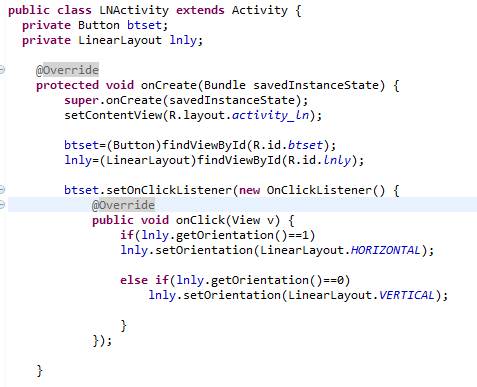 public class LNActivity extends Activity {
private Button btset;
private LinearLayout lnly;
@Override
protected void onCreate(Bundle savedInstanceState) {
super.onCreate(savedInstanceState);
setContentView(R.layout.activity_ln);
btset=(Button)findViewById(R.id.btset);
lnly=(LinearLayout)findViewById(R.id.lnly);
btset.setOnClickListener(new OnClickListener() {
@Override
public void onClick(View v) {
if(lnly.getOrientation()==1)
lnly.setOrientation(LinearLayout.HORIZONTAL);
else if(lnly.getOrientation()==0)
lnly.setOrientation(LinearLayout.VERTICAL);
}
});
}